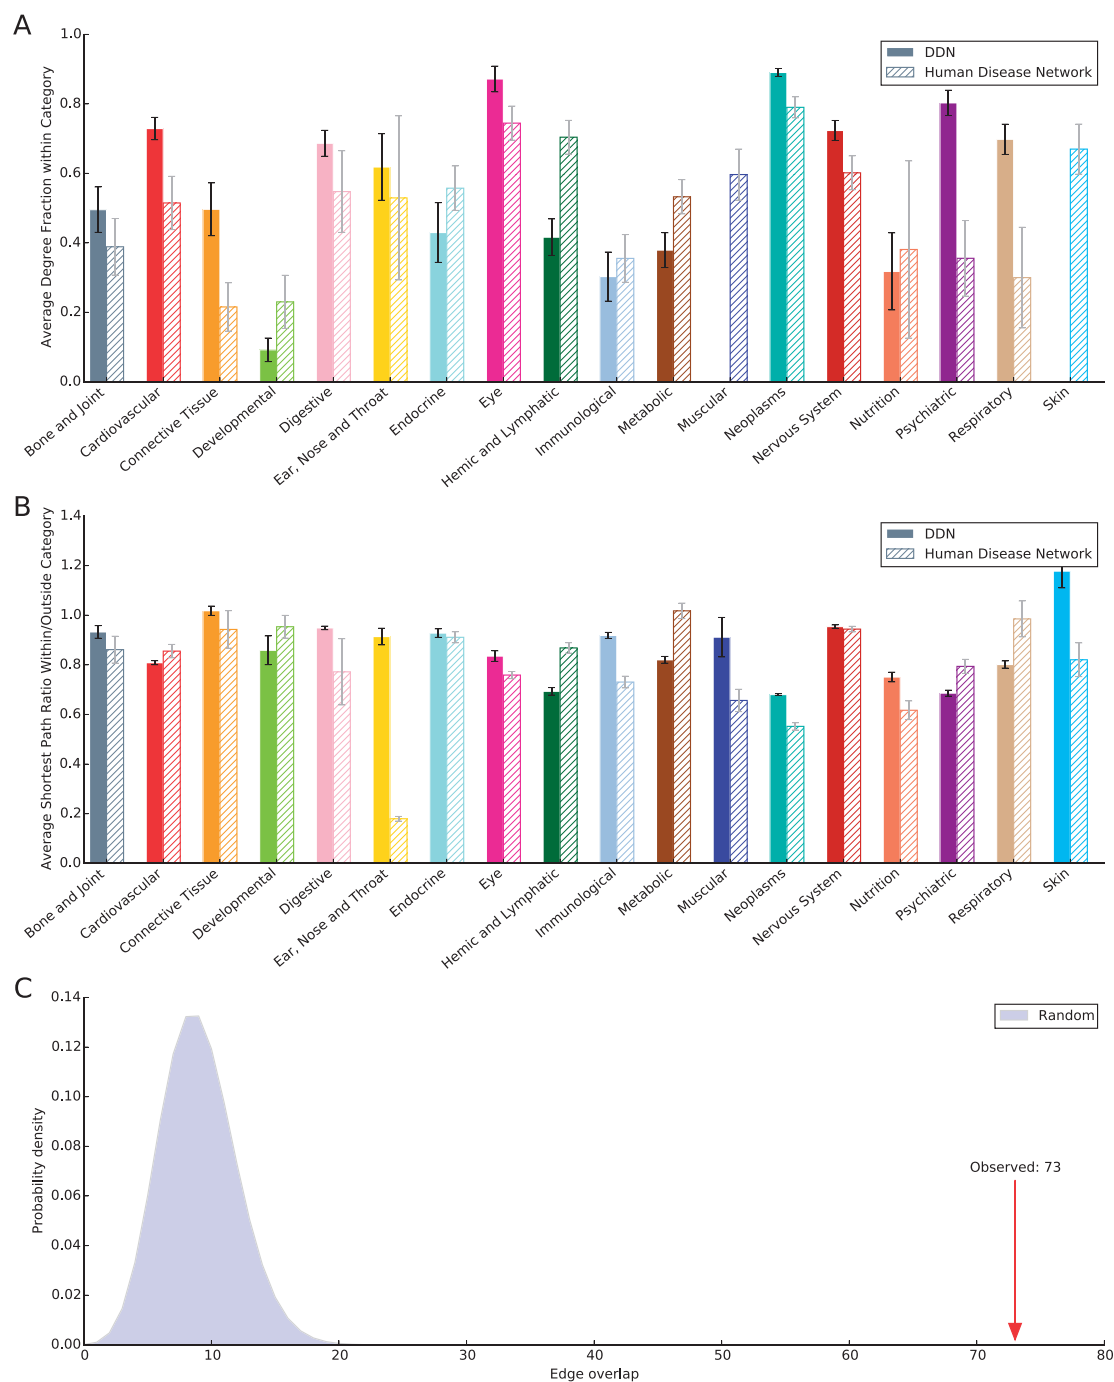 A
Average Degree Fraction within Category
1.0
0.8
0.6
0.4
0.2
0.0
DDN
Human Disease Network
Bone and Joint
Cardiovascular
Connective Tissue
Developmental
Digestive
Ear, Nose and Throat
Endocrine
Eye
Hemic and Lymphatic
Immunological
Metabolic
Muscular
Neoplasms
Nervous System
Nutrition
Psychiatric
Respiratory
Skin
B
Average Shortest Path Ratio Within/Outside Category
1.4
1.2
1.0
0.8
0.6
0.4
0.2
0.0
DDN
Human Disease Network
Bone and Joint
Cardiovascular
Connective Tissue
Developmental
Digestive
Ear, Nose and Throat
Endocrine
Eye
Hemic and Lymphatic
Immunological
Metabolic
Muscular
Neoplasms
Nervous System
Nutrition
Psychiatric
Respiratory
Skin
C
Probability density
0.14
0.12
0.10
0.08
0.06
0.04
0.02
0.00
Random
Observed: 73
0 10 20 30 40 50 60 70 80
Edge overlap